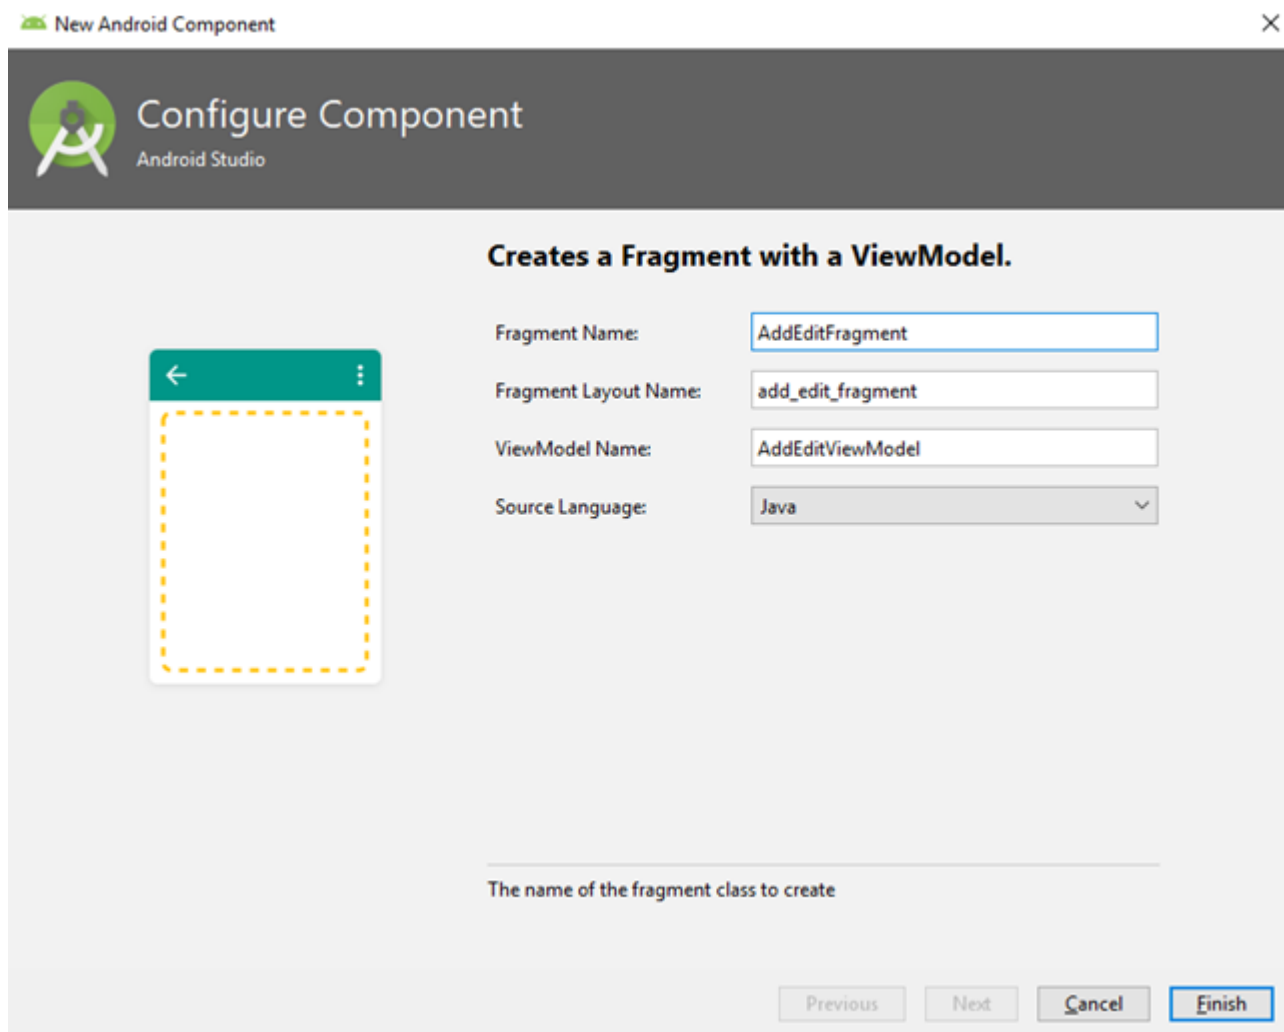 New Android Component
Configure Component
Android Studio
Creates a Fragment with a ViewModel.
Fragment Name: AddEditFragment
Fragment Layout Name: add_edit_fragment
ViewModel Name: AddEditViewModel
Source Language: Java
The name of the fragment class to create
Previous Next Cancel Finish